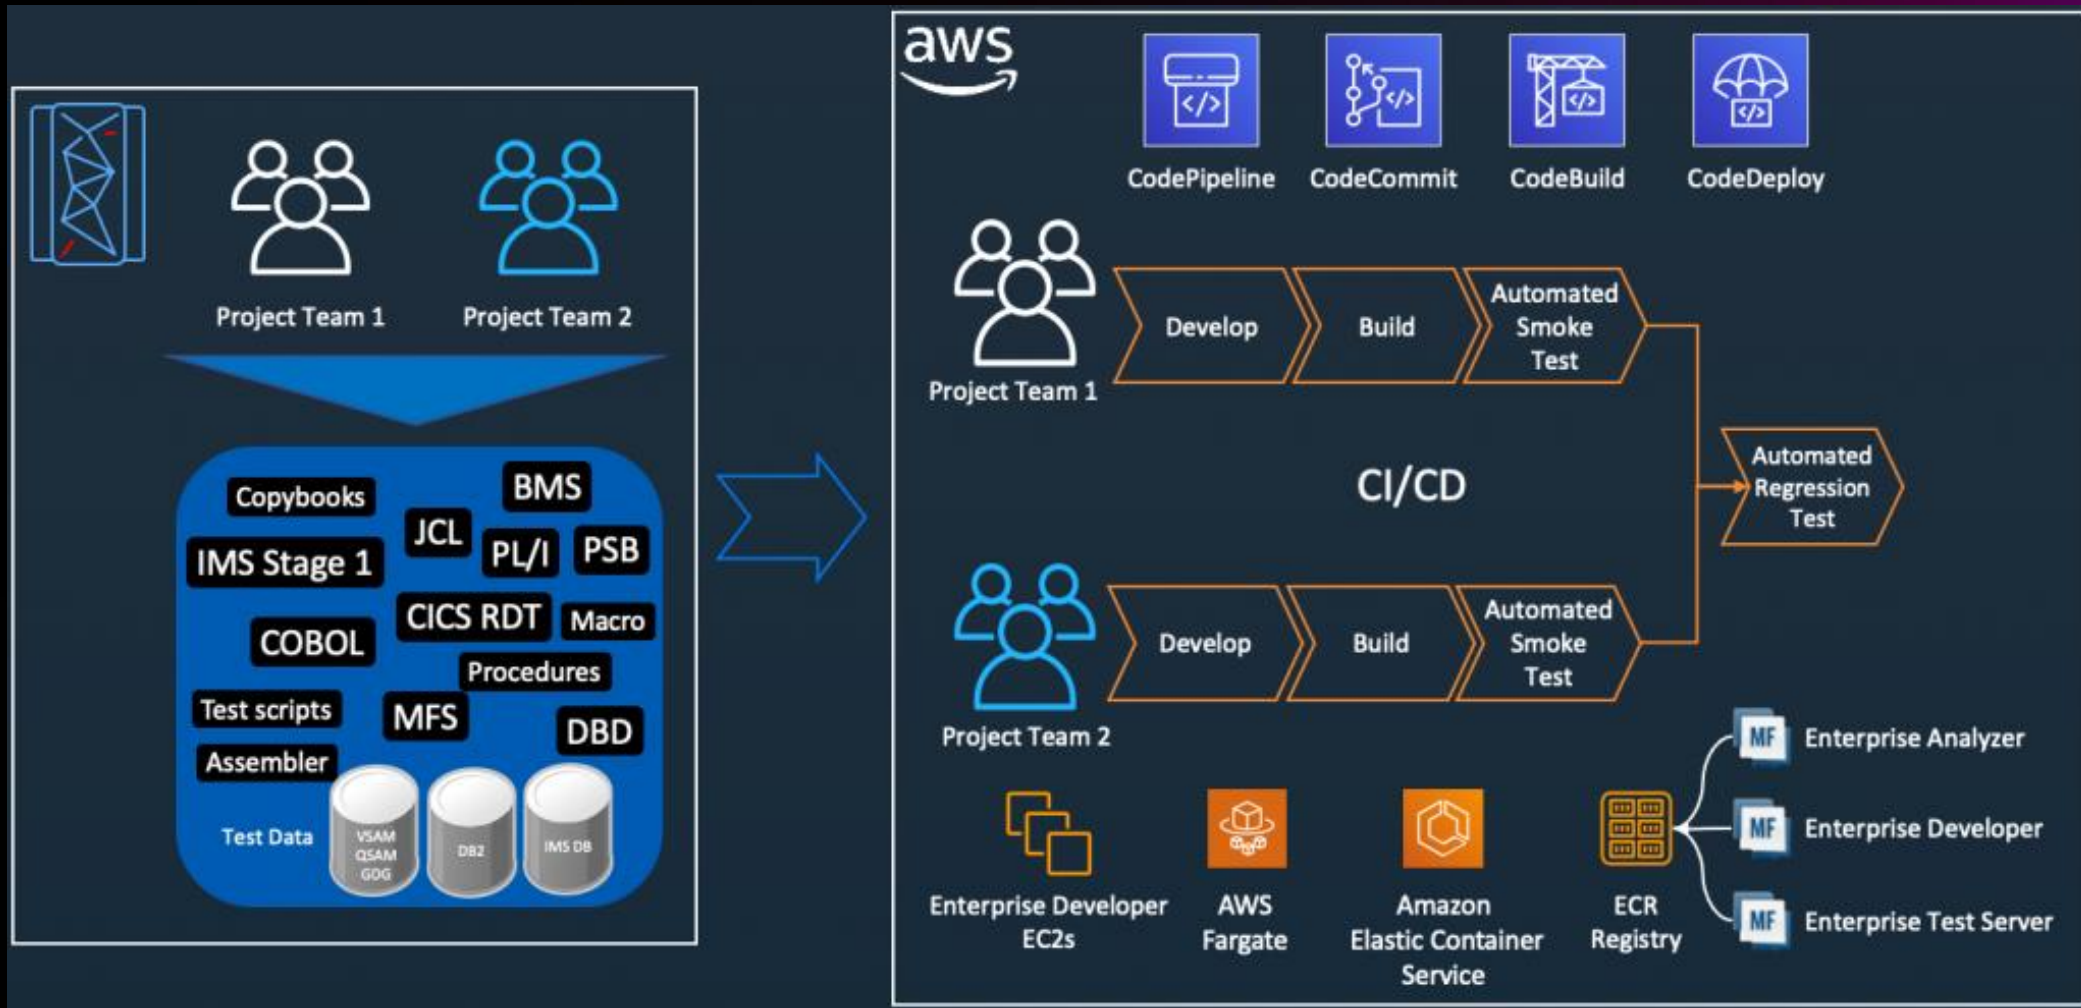 Project Team 1
Project Team 2
Copybooks
BMS
JCL
IMS Stage 1
PL/I
PSB
CICS RDT
Macro
COBOL
Procedures
Test scripts
MFS
DBD
Assembler
Test Data
VSAM
QSAM
GDG
DB2
IMS DB
aws
</>
</>
</>
</>
CodePipeline
CodeCommit
CodeBuild
CodeDeploy
Project Team 1
Develop
Build
Automated
Smoke
Test
CI/CD
Automated
Regression
Test
Project Team 2
Develop
Build
Automated
Smoke
Test
Enterprise Developer
EC2s
AWS
Fargate
Amazon
Elastic Container
Service
ECR
Registry
MF
Enterprise Analyzer
MF
Enterprise Developer
MF
Enterprise Test Server